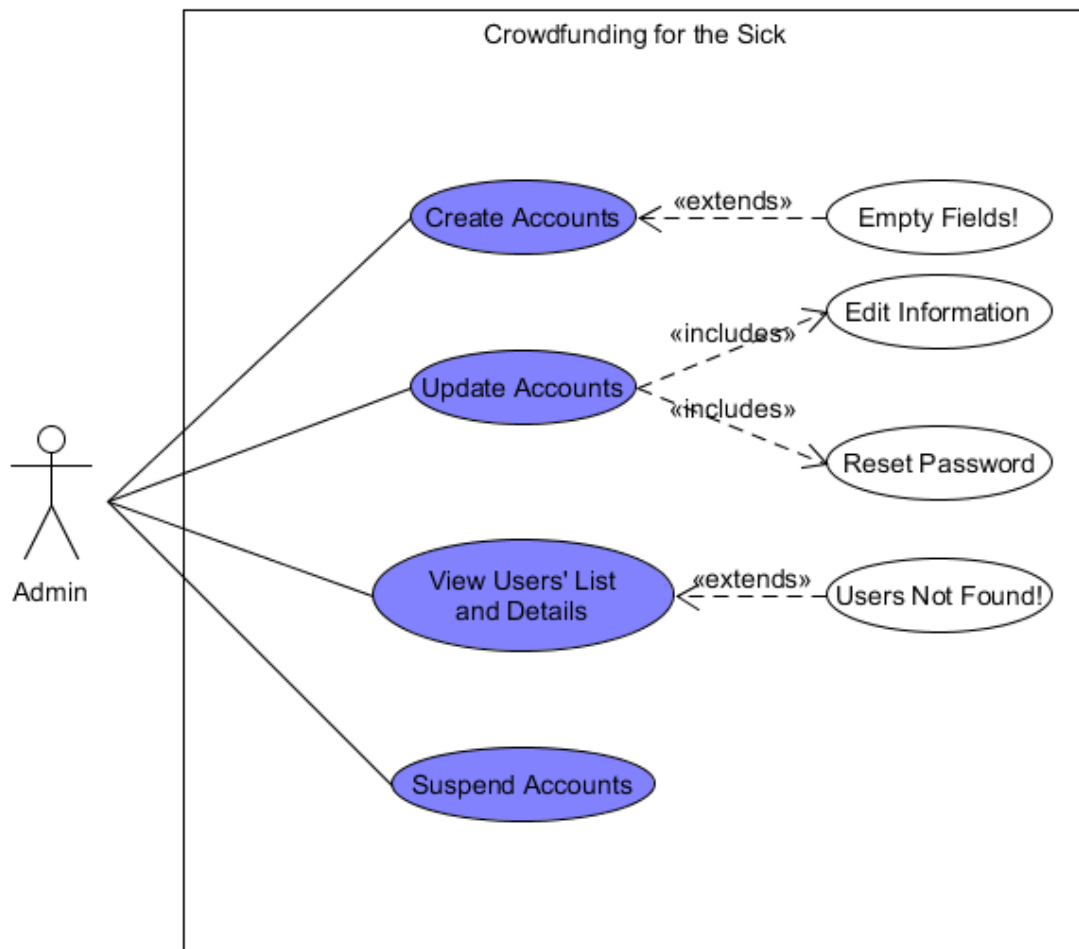 Crowdfunding for the Sick
Create Accounts
«extends»
Empty Fields!
Edit Information
«includes»
Update Accounts
«includes»
Reset Password
Admin
View Users' List
and Details
«extends»
Users Not Found!
Suspend Accounts